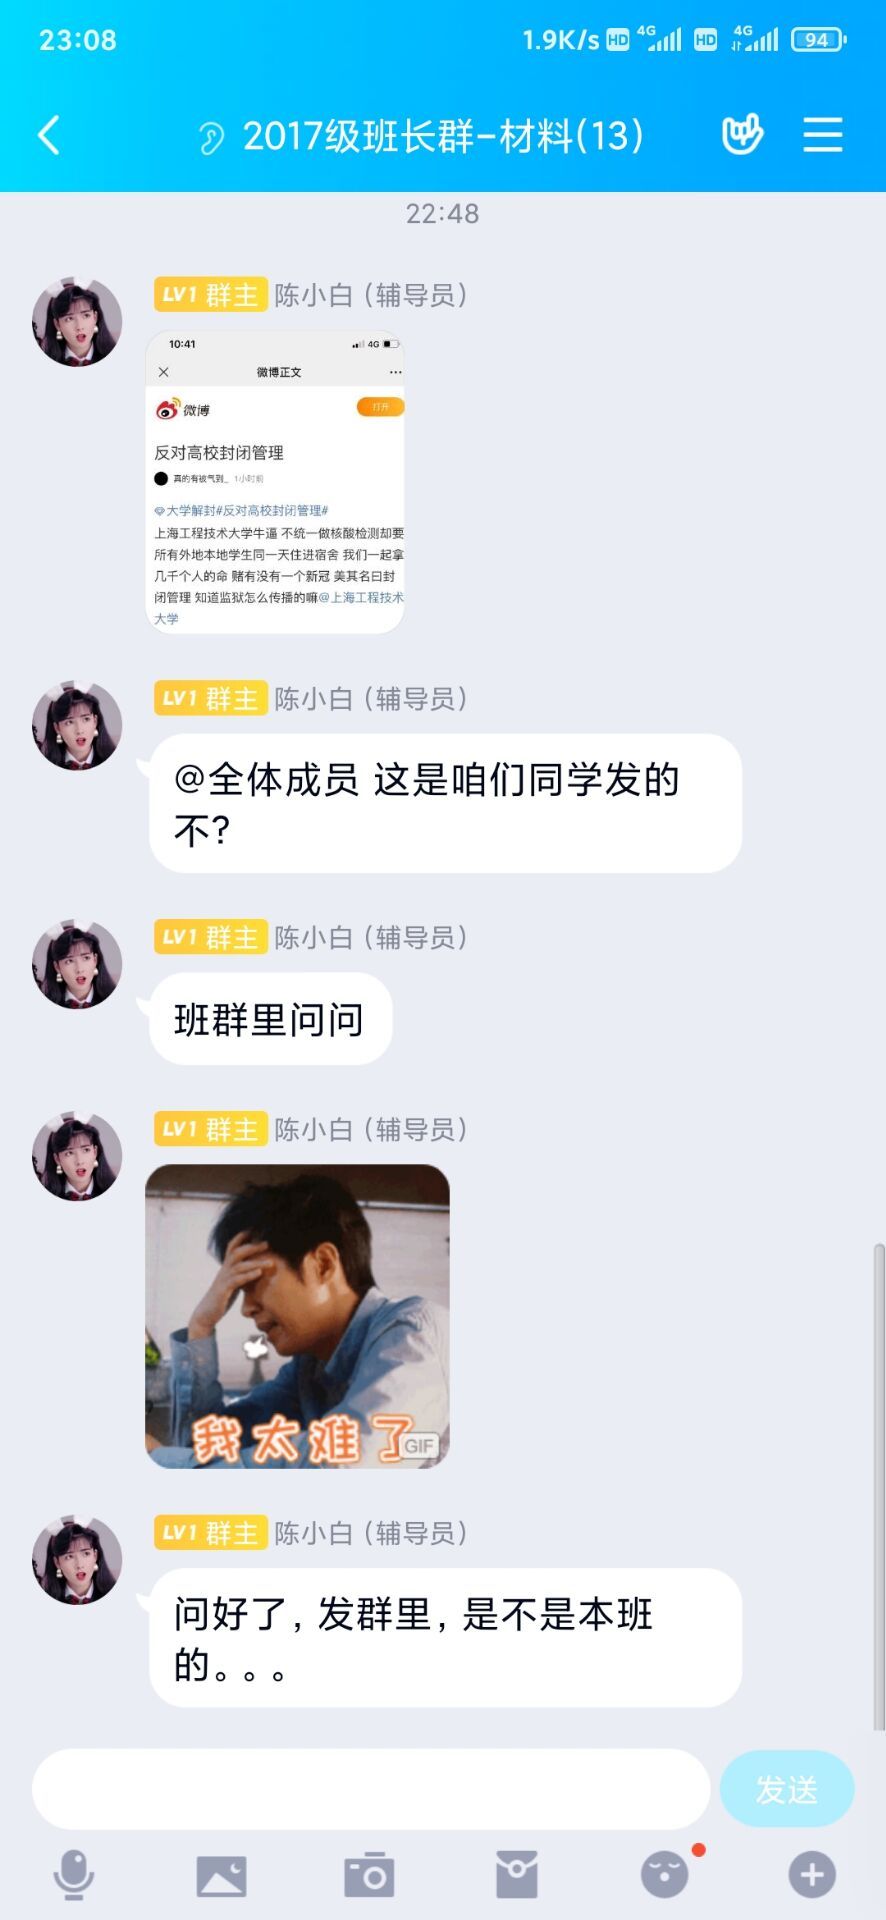 23:08
1.9K/s HD 4G HD 4G 94
2017级班长群-材料(13)
22:48
LV1 群主 陈小白 (辅导员)
10:41 4G
微博正文
微博 打开
反对高校封闭管理
真的有被气到_ 1小时前
大学解封#反对高校封闭管理#
上海工程技术大学牛逼 不统一做核酸检测却要
所有外地本地学生同一天住进宿舍 我们一起拿
几千个人的命 赌有没有一个新冠 美其名曰封
闭管理 知道监狱怎么传播的嘛@上海工程技术
大学
LV1 群主 陈小白 (辅导员)
@全体成员 这是咱们同学发的
不?
LV1 群主 陈小白 (辅导员)
班群里问问
LV1 群主 陈小白 (辅导员)
我太难了
GIF
LV1 群主 陈小白 (辅导员)
问好了, 发群里, 是不是本班
的。。。
发送